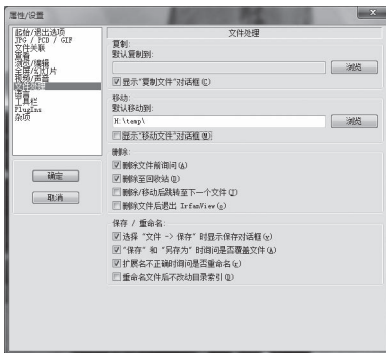 属性/设置
起始/退出选项
JPG / PCD / GIF
文件关联
查看
浏览/编辑
全屏/幻灯片
视频/声音
文件处理
语言
工具栏
PlugIns
杂项
确定
取消
文件处理
复制:
默认复制到:
浏览
显示"复制文件"对话框(C)
移动:
默认移动到:
H:\temp\
浏览
显示"移动文件"对话框(M)
删除:
删除文件前询问(A)
删除至回收站(D)
删除/移动后跳转至下一个文件(J)
删除文件后退出 IrfanView(e)
保存 / 重命名:
选择 "文件 -> 保存" 时显示保存对话框(v)
"保存" 和 "另存为" 时询问是否覆盖文件(A)
扩展名不正确时询问是否重命名(r)
重命名文件后不改动目录索引(D)